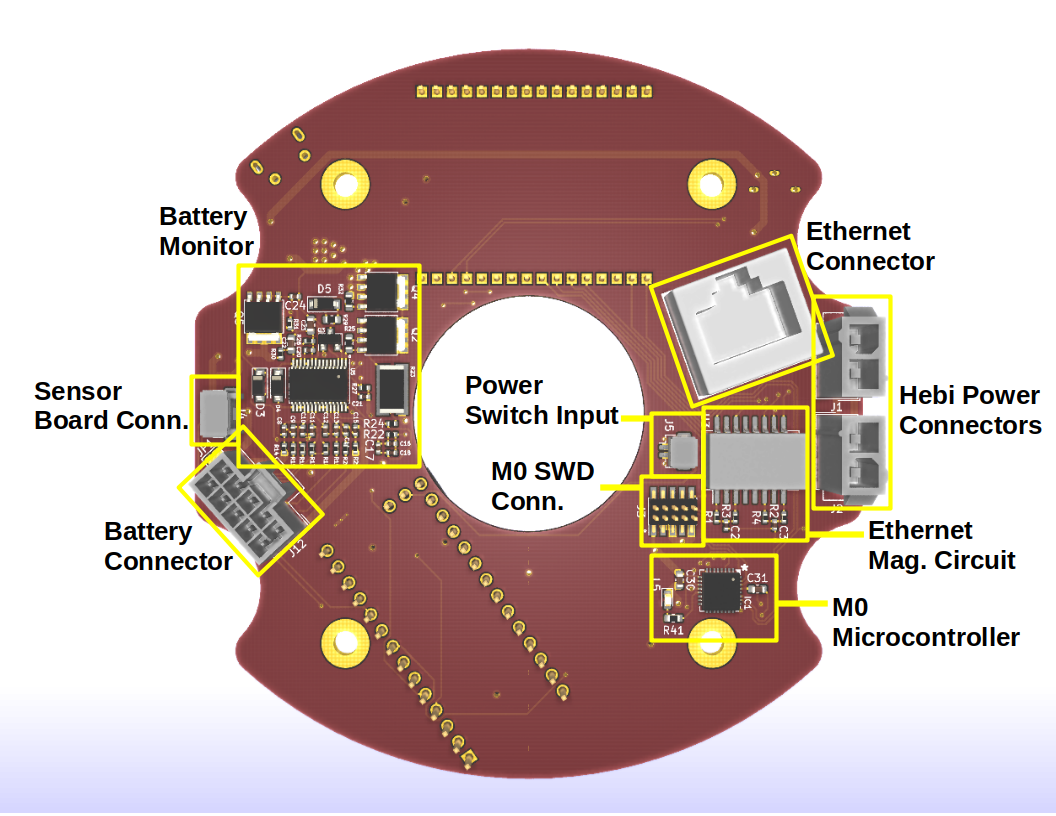 Battery
Monitor
Ethernet
Connector
Sensor
Board Conn.
Power
Switch Input
Hebi Power
Connectors
M0 SWD
Conn.
Battery
Connector
Ethernet
Mag. Circuit
M0
Microcontroller
D5
C24
D3
R24
R22
C17
J1
J5
J12
R1
R3
C2
R4
R2
C3
C30
C31
IC1
R41